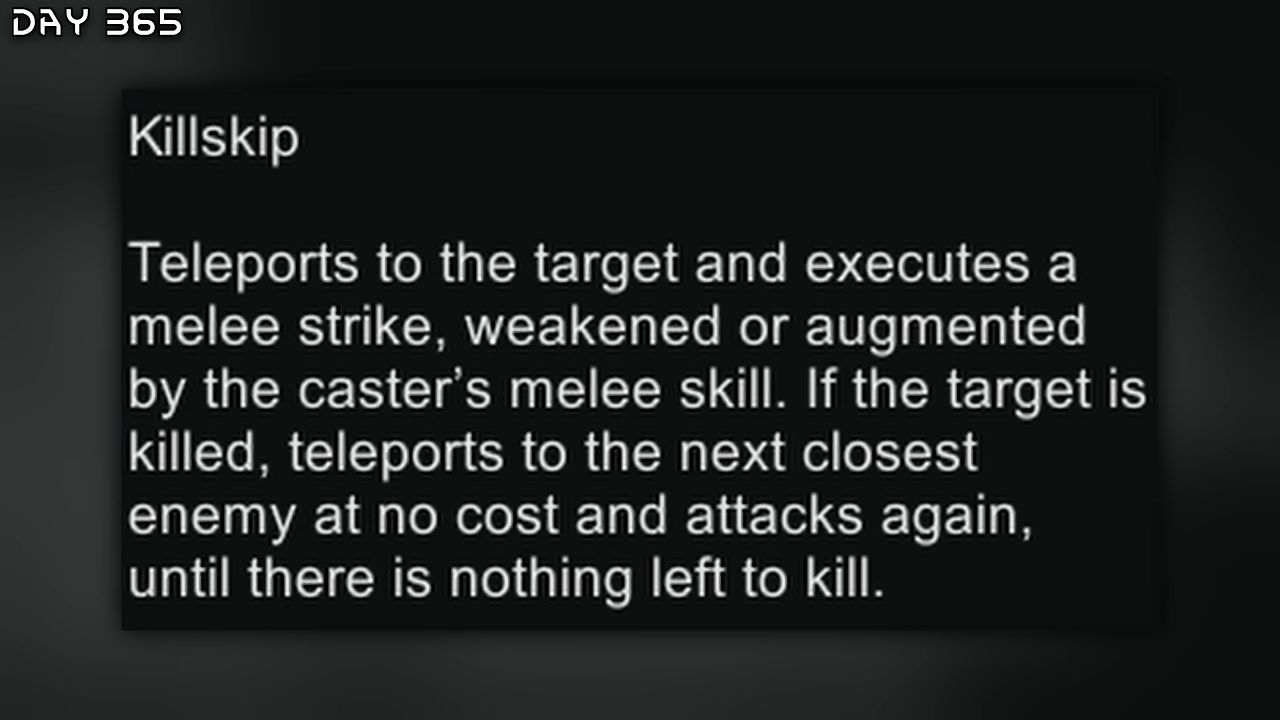 DAY 365
Killskip
Teleports to the target and executes a
melee strike, weakened or augmented
by the caster’s melee skill. If the target is
killed, teleports to the next closest
enemy at no cost and attacks again,
until there is nothing left to kill.